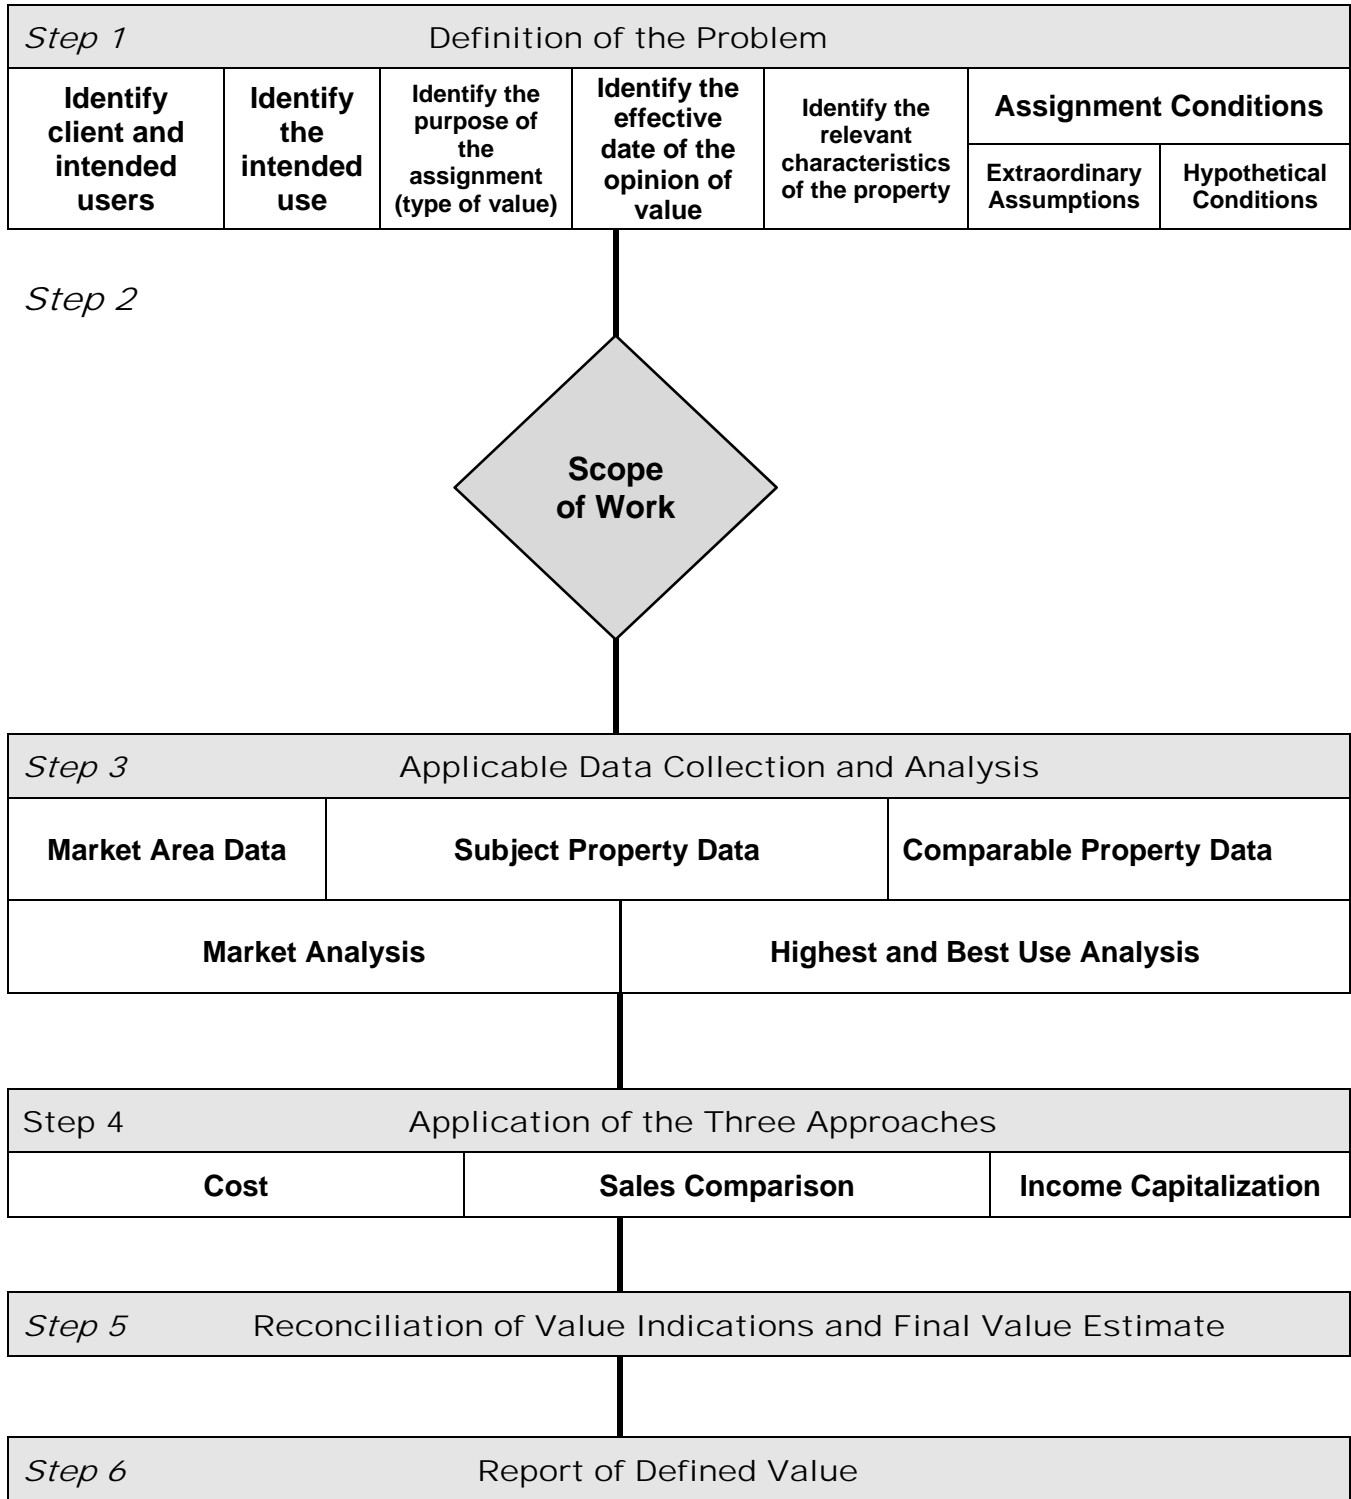 Step 1 Definition of the Problem
Identify
client and
intended
users
Identify
the
intended
use
Identify the
purpose of
the
assignment
(type of value)
Identify the
effective
date of the
opinion of
value
Identify the
relevant
characteristics
of the property
Assignment Conditions
Extraordinary
Assumptions
Hypothetical
Conditions
Step 2
Scope
of Work
Step 3 Applicable Data Collection and Analysis
Market Area Data
Subject Property Data
Comparable Property Data
Market Analysis
Highest and Best Use Analysis
Step 4 Application of the Three Approaches
Cost
Sales Comparison
Income Capitalization
Step 5 Reconciliation of Value Indications and Final Value Estimate
Step 6 Report of Defined Value